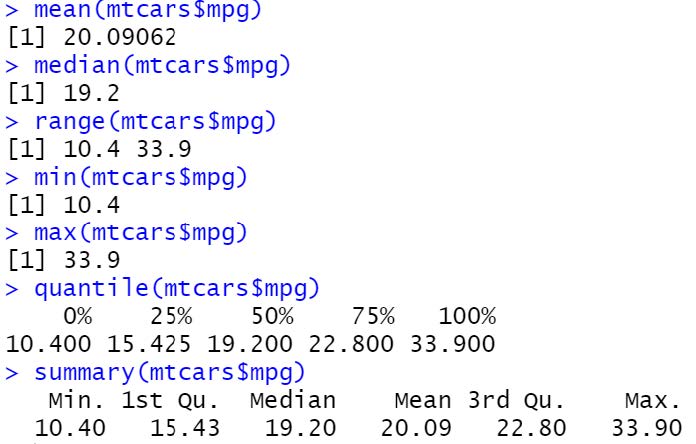 > mean(mtcars$mpg)
[1] 20.09062
> median(mtcars$mpg)
[1] 19.2
> range(mtcars$mpg)
[1] 10.4 33.9
> min(mtcars$mpg)
[1] 10.4
> max(mtcars$mpg)
[1] 33.9
> quantile(mtcars$mpg)
0% 25% 50% 75% 100%
10.400 15.425 19.200 22.800 33.900
> summary(mtcars$mpg)
Min. 1st Qu. Median Mean 3rd Qu. Max.
10.40 15.43 19.20 20.09 22.80 33.90